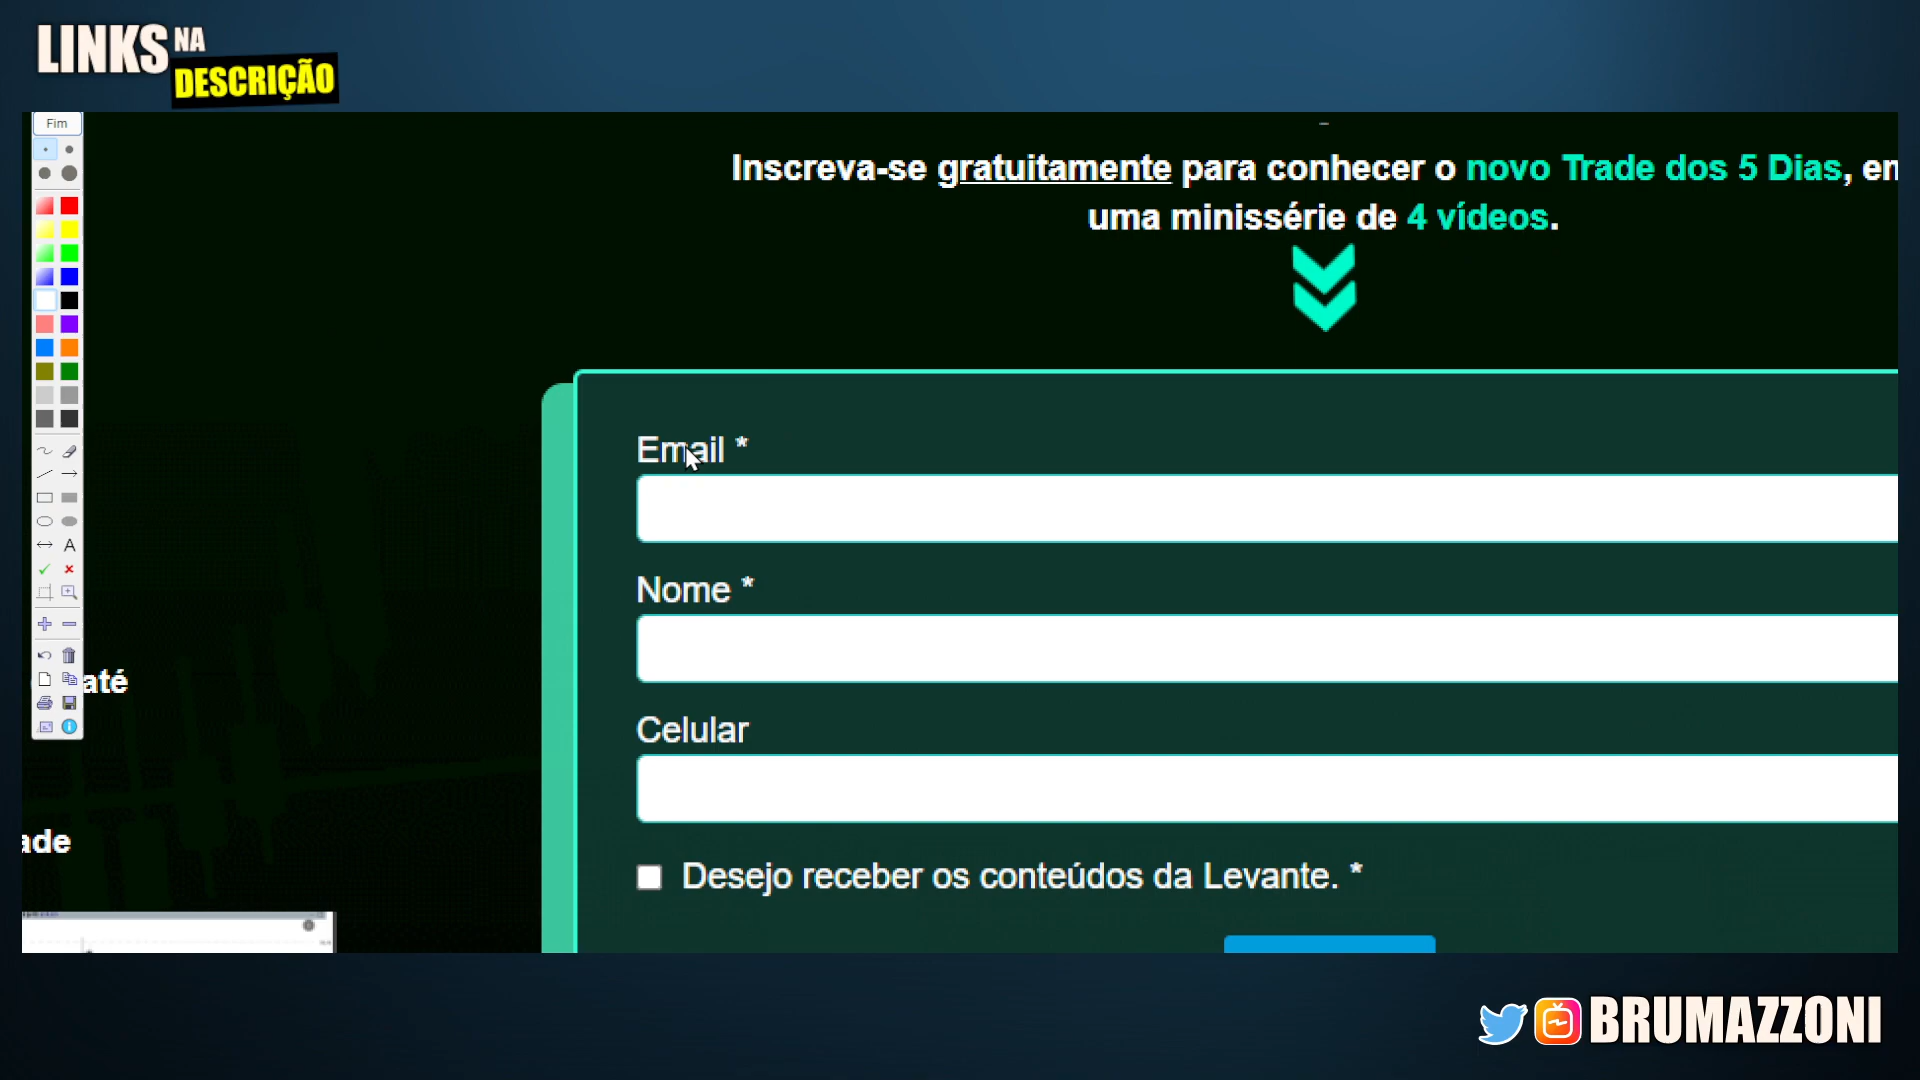 LINKS NA
DESCRIÇÃO
Fim
Inscreva-se gratuitamente para conhecer o novo Trade dos 5 Dias, em
uma minissérie de 4 vídeos.
Email *
Nome *
A
até
Celular
ade
Desejo receber os conteúdos da Levante. *
BRUMAZZONI